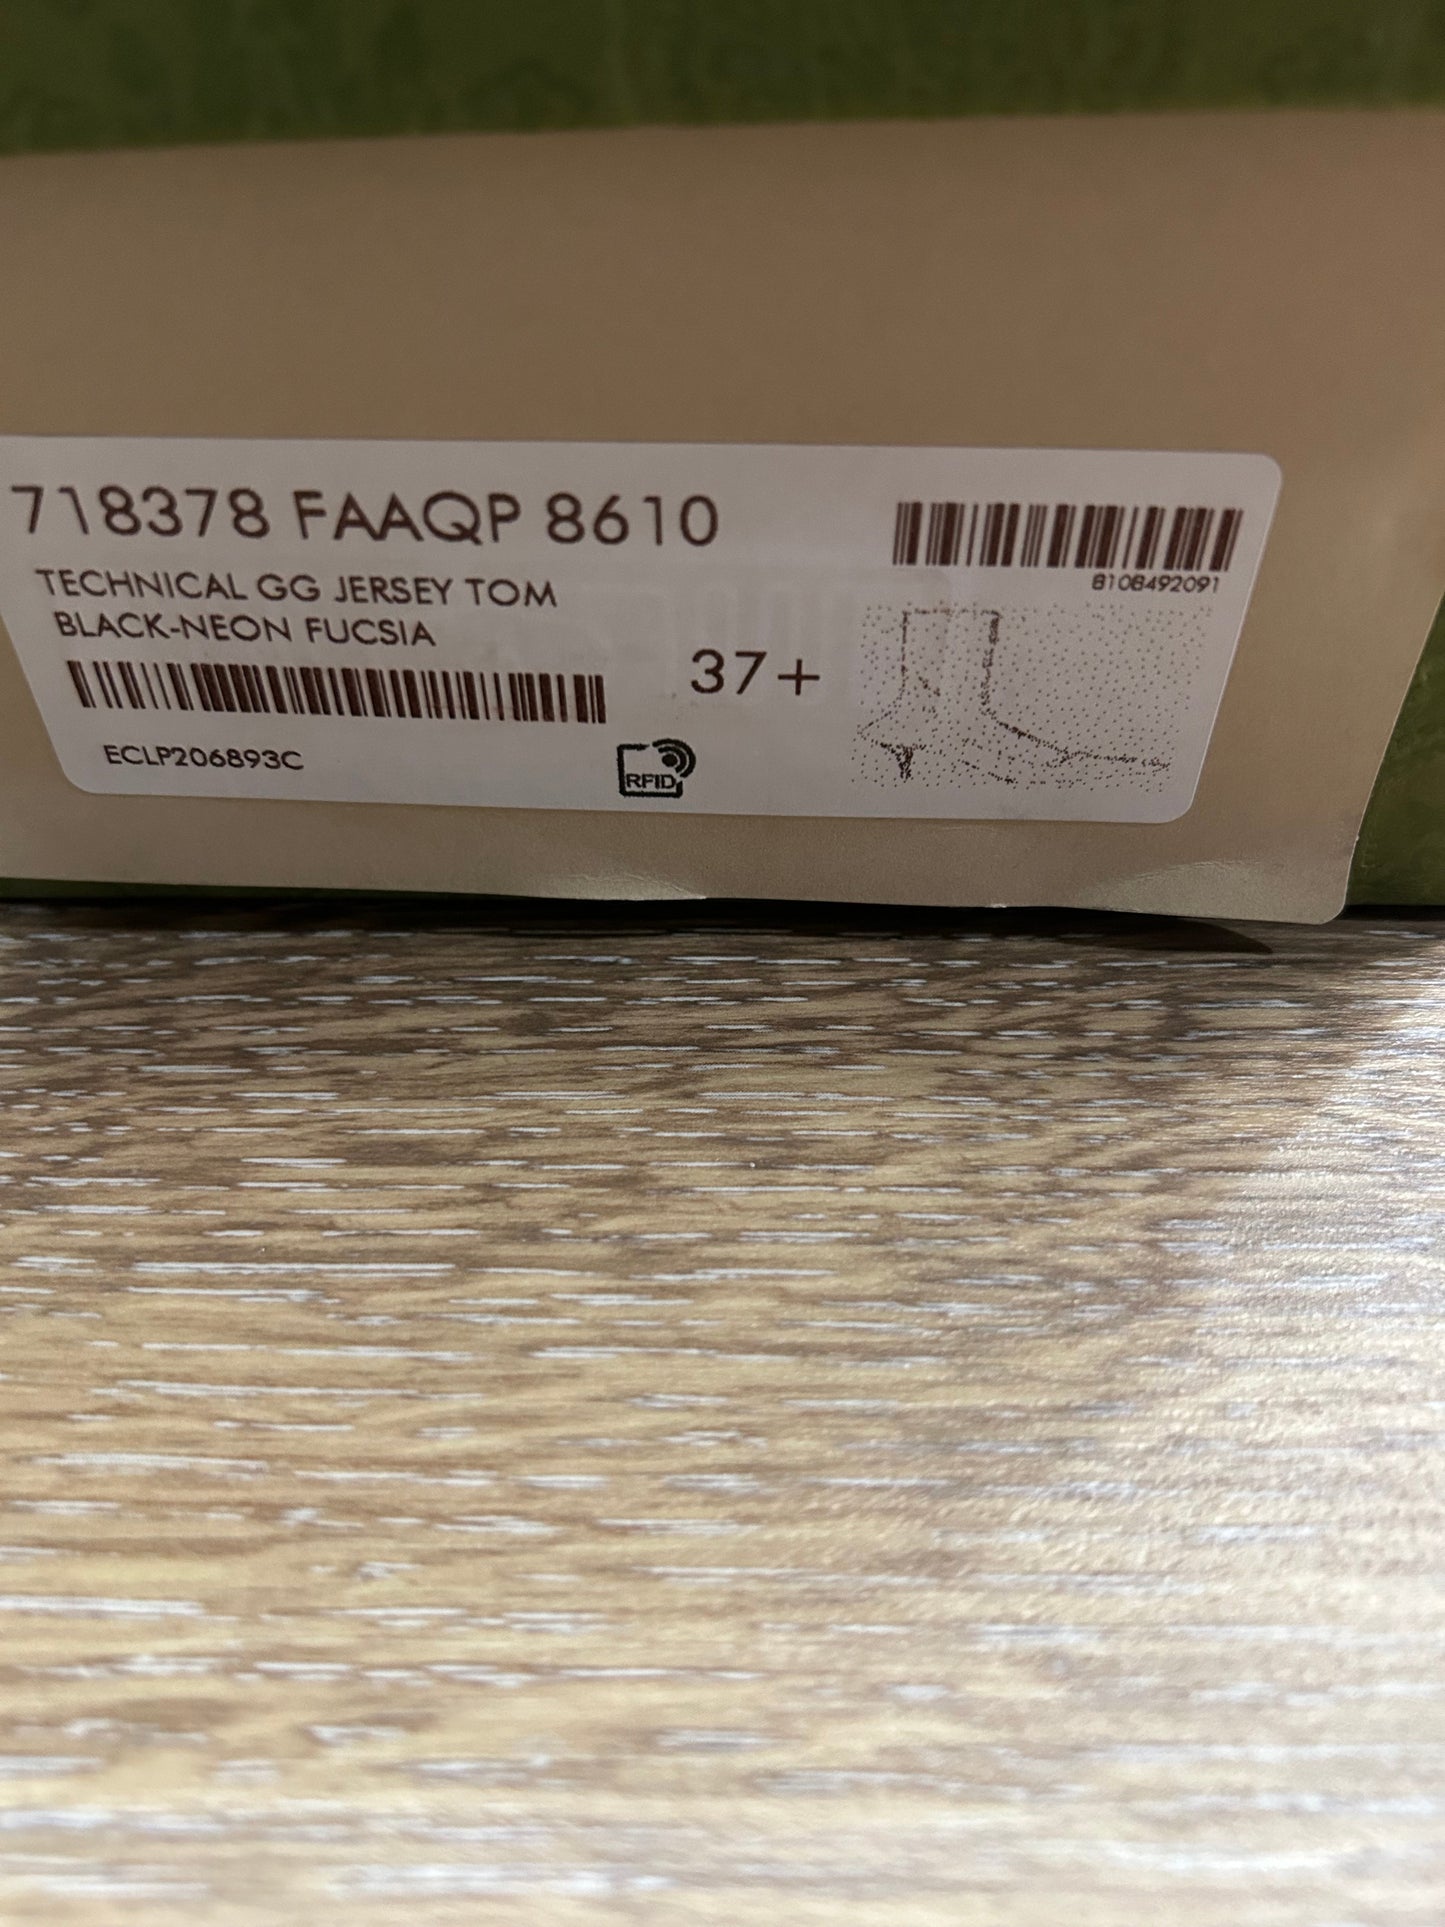 718378 FAAQP 8610
8108492091
TECHNICAL GG JERSEY TOM
BLACK-NEON FUCSIA
37+
ECLP206893C
RFID